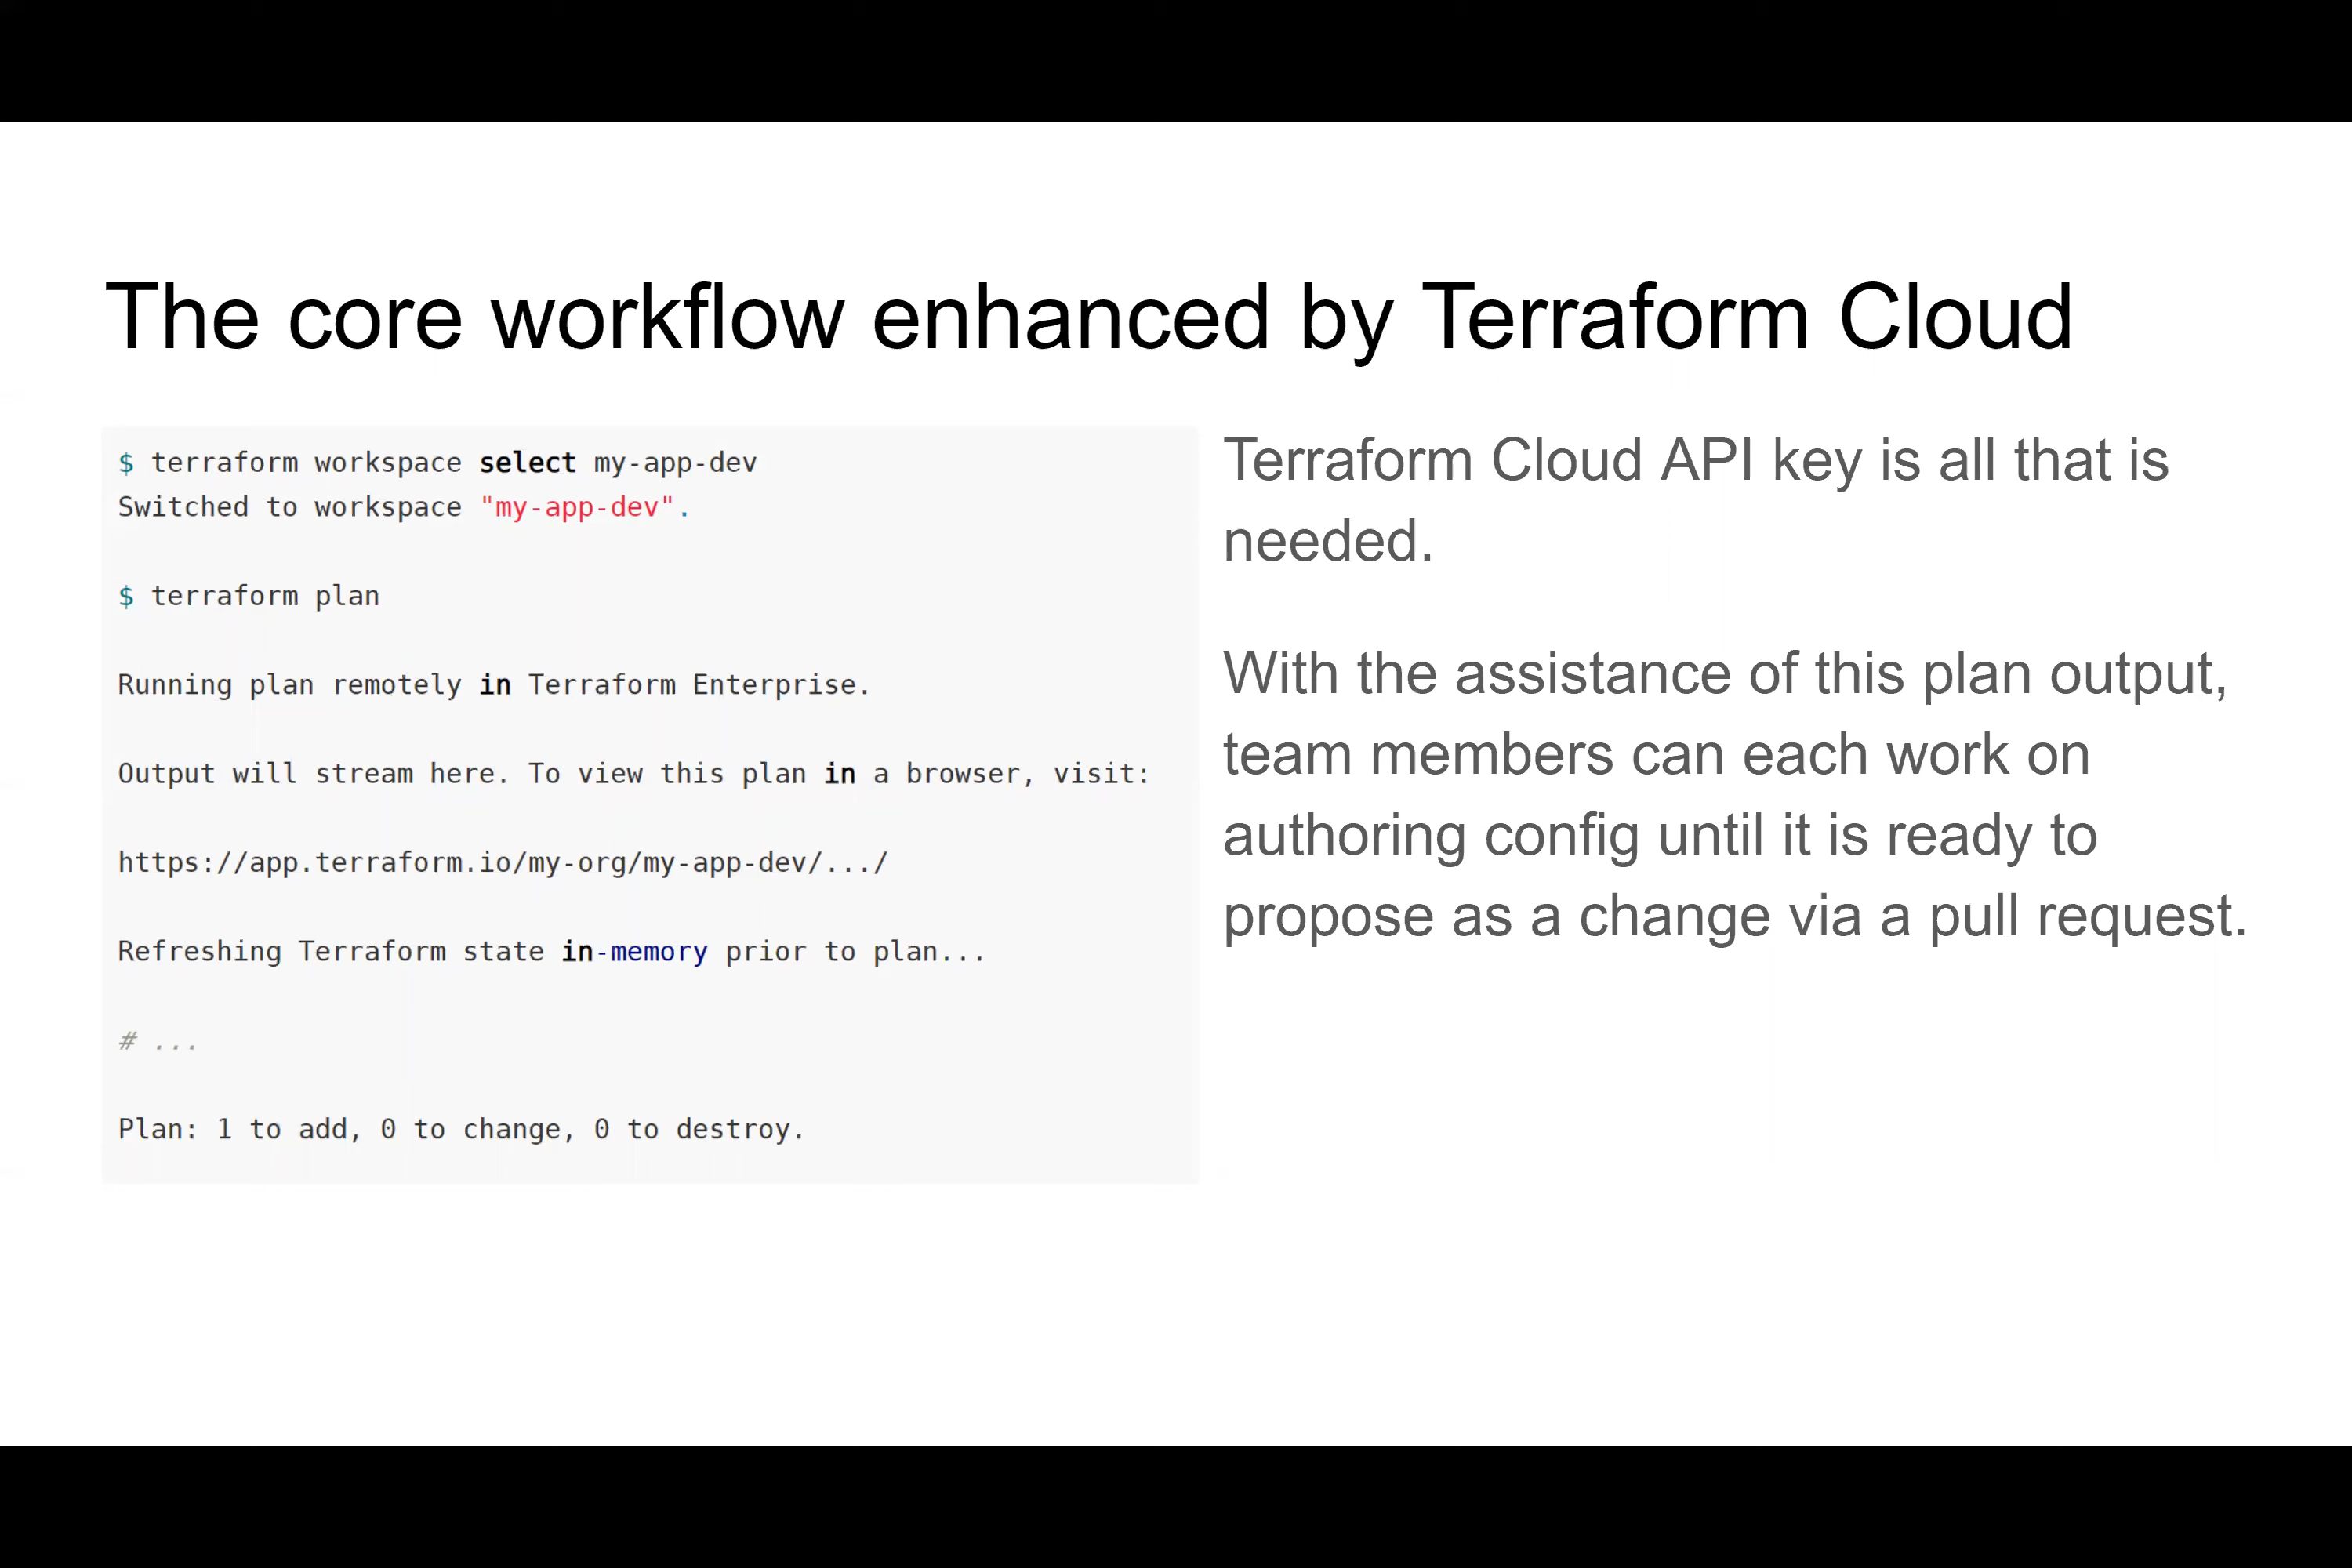 The core workflow enhanced by Terraform Cloud
$ terraform workspace select my-app-dev
Switched to workspace "my-app-dev".
$ terraform plan
Running plan remotely in Terraform Enterprise.
Output will stream here. To view this plan in a browser, visit:
https://app.terraform.io/my-org/my-app-dev/.../
Refreshing Terraform state in-memory prior to plan...
# ...
Plan: 1 to add, 0 to change, 0 to destroy.
Terraform Cloud API key is all that is
needed.
With the assistance of this plan output,
team members can each work on
authoring config until it is ready to
propose as a change via a pull request.